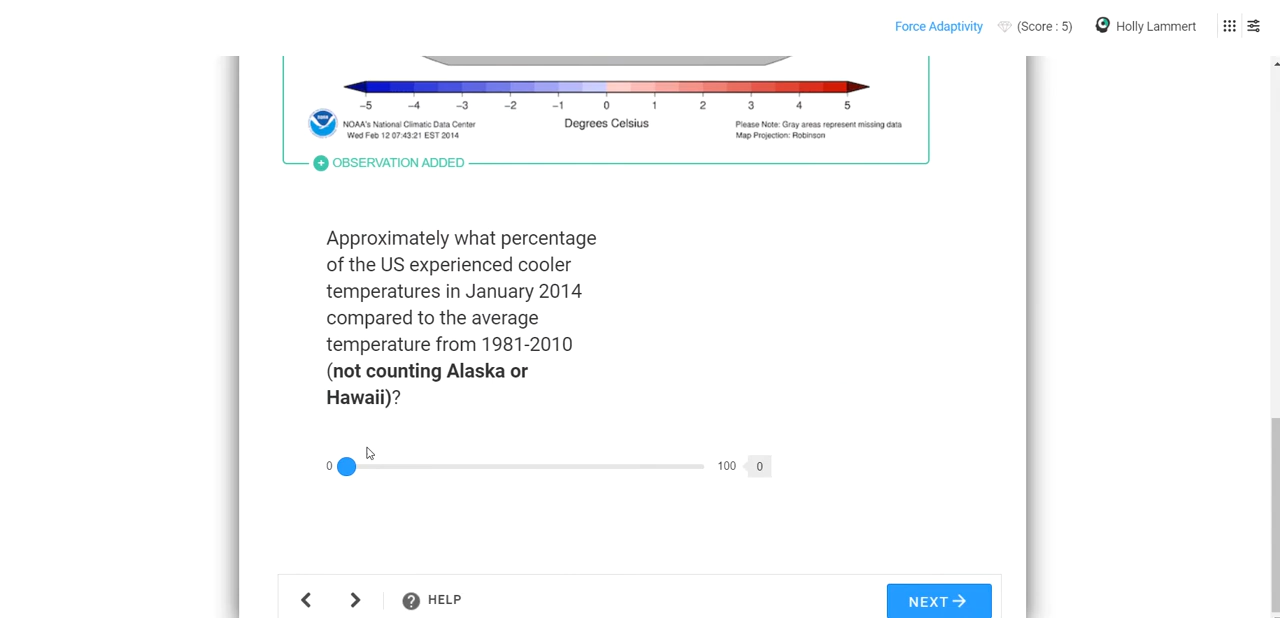 Force Adaptivity (Score : 5) Holly Lammert
-5 -4 -3 -2 -1 0 1 2 3 4 5
Degrees Celsius
NOAA's National Climatic Data Center
Wed Feb 12 07:43:21 EST 2014
Please Note: Gray areas represent missing data
Map Projection: Robinson
OBSERVATION ADDED
Approximately what percentage
of the US experienced cooler
temperatures in January 2014
compared to the average
temperature from 1981-2010
(not counting Alaska or
Hawaii)?
0 100 0
HELP
NEXT